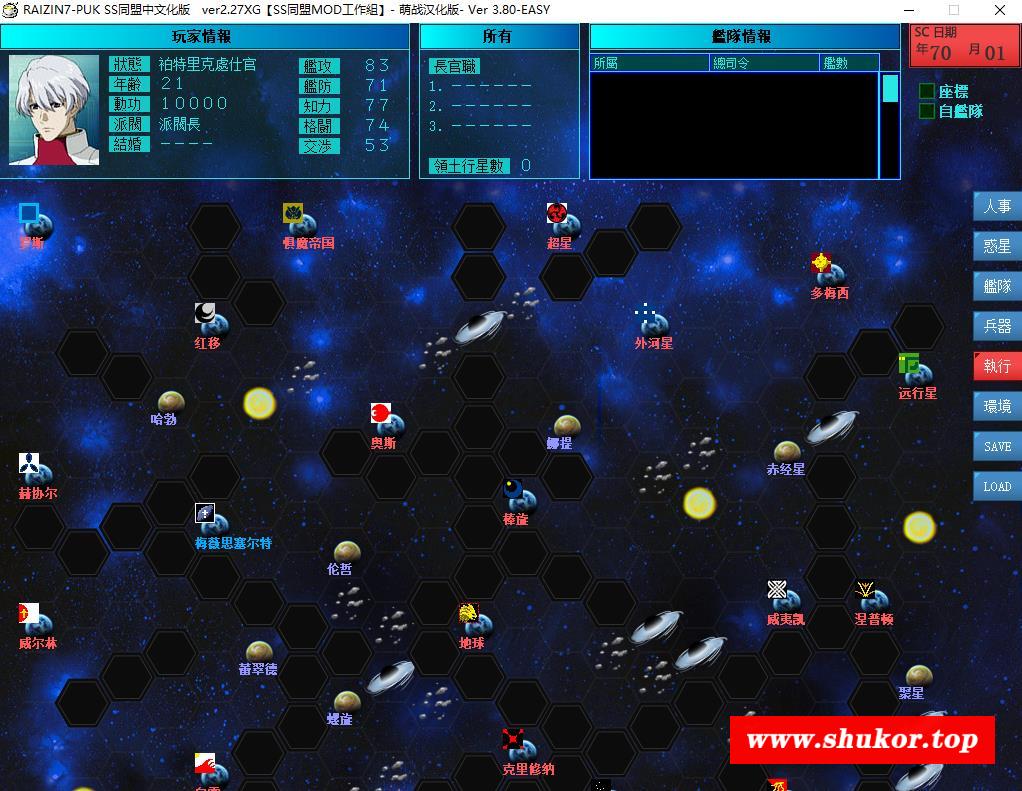 RAIZIN7-PUK SS同盟中文化版 ver2.27XG【SS同盟MOD工作组】- 萌战汉化版- Ver 3.80-EASY
玩家情報
所有
艦隊情報
SC 日期
年70 月01
狀態 袙特里克處仕官
年齡 21
動功 10000
派閥 派閥長
結婚 ----
艦攻 83
艦防 71
知力 77
格闘 74
交渉 53
長官職
1. ------
2. ------
3. ------
領土行星數 0
所屬 總司令 艦數
座標
自艦隊
人事
惑星
艦隊
兵器
執行
環境
SAVE
LOAD
罗斯
惧魔帝国
超星
多梅西
红移
外河星
远行星
哈勃
奥斯
娜提
赤经星
赫协尔
棒旋
梅薇思塞尔特
伦哲
威尔林
地球
威夷凯
涅普顿
蕾翠德
螺旋
聚星
克里修纳
www.shukor.top